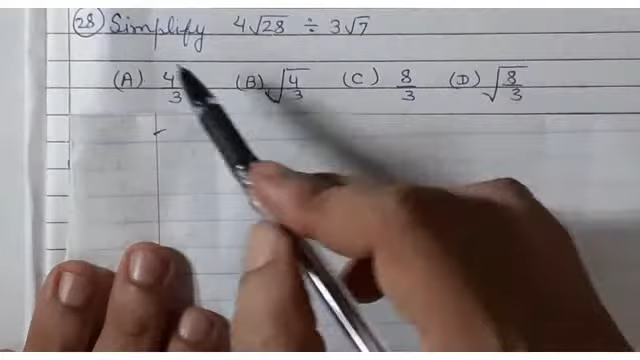 (28) Simplify 4√28 ÷ 3√7
(A) 4/3 (B) √4/3 (C) 8/3 (D) √8/3